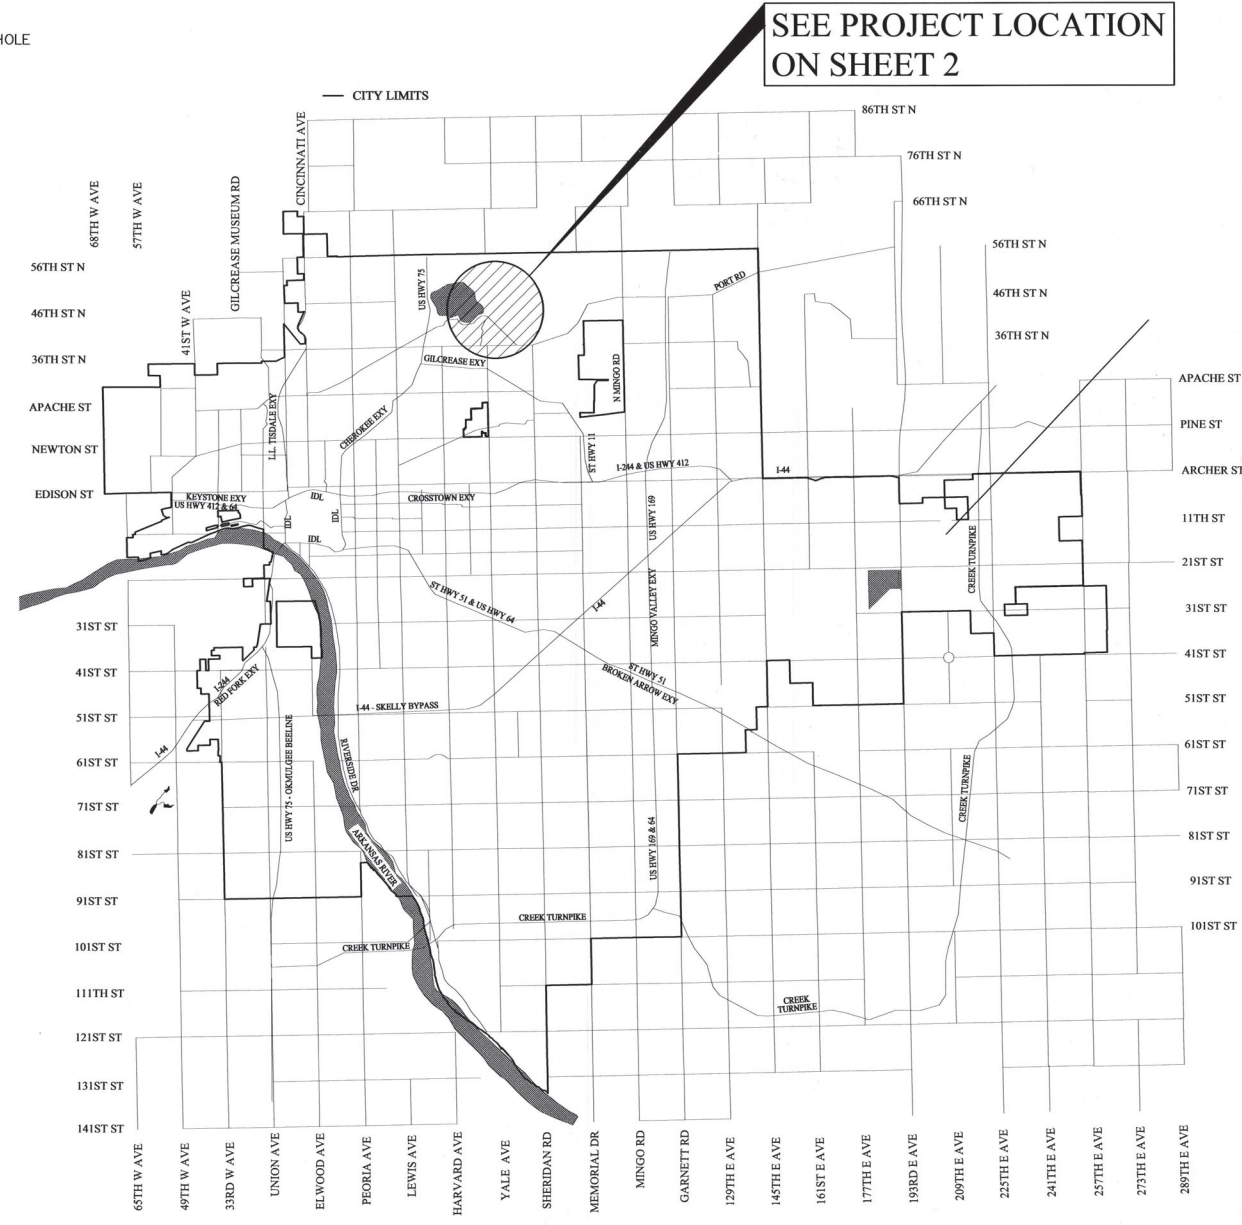 HOLE
SEE PROJECT LOCATION
ON SHEET 2
CITY LIMITS
86TH ST N
76TH ST N
66TH ST N
56TH ST N
46TH ST N
36TH ST N
68TH W AVE
57TH W AVE
41ST W AVE
GILCREASE MUSEUM RD
CINCINNATI AVE
56TH ST N
46TH ST N
36TH ST N
APACHE ST
NEWTON ST
EDISON ST
US HWY 75
PORT RD
GILCREASE EXY
N MINGO RD
L.L. TISDALE EXY
CHEROKEE EXY
ST HWY 11
I-244 & US HWY 412
I-44
APACHE ST
PINE ST
ARCHER ST
11TH ST
21ST ST
31ST ST
41ST ST
51ST ST
61ST ST
71ST ST
81ST ST
91ST ST
101ST ST
KEYSTONE EXY
US HWY 412 & 64
IDL
IDL
IDL
IDL
CROSSTOWN EXY
US HWY 169
MINGO VALLEY EXY
CREEK TURNPIKE
ST HWY 51 & US HWY 64
I-44
ST HWY 51
BROKEN ARROW EXY
31ST ST
41ST ST
51ST ST
61ST ST
71ST ST
81ST ST
91ST ST
101ST ST
111TH ST
121ST ST
131ST ST
141ST ST
I-244
RED FORK EXY
I-44
I-44 - SKELLY BYPASS
US HWY 75 - OKMULGEE BEELINE
RIVERSIDE DR
ARKANSAS RIVER
US HWY 169 & 64
CREEK TURNPIKE
CREEK TURNPIKE
CREEK TURNPIKE
CREEK
TURNPIKE
65TH W AVE
49TH W AVE
33RD W AVE
UNION AVE
ELWOOD AVE
PEORIA AVE
LEWIS AVE
HARVARD AVE
YALE AVE
SHERIDAN RD
MEMORIAL DR
MINGO RD
GARNETT RD
129TH E AVE
145TH E AVE
161ST E AVE
177TH E AVE
193RD E AVE
209TH E AVE
225TH E AVE
241TH E AVE
257TH E AVE
273TH E AVE
289TH E AVE